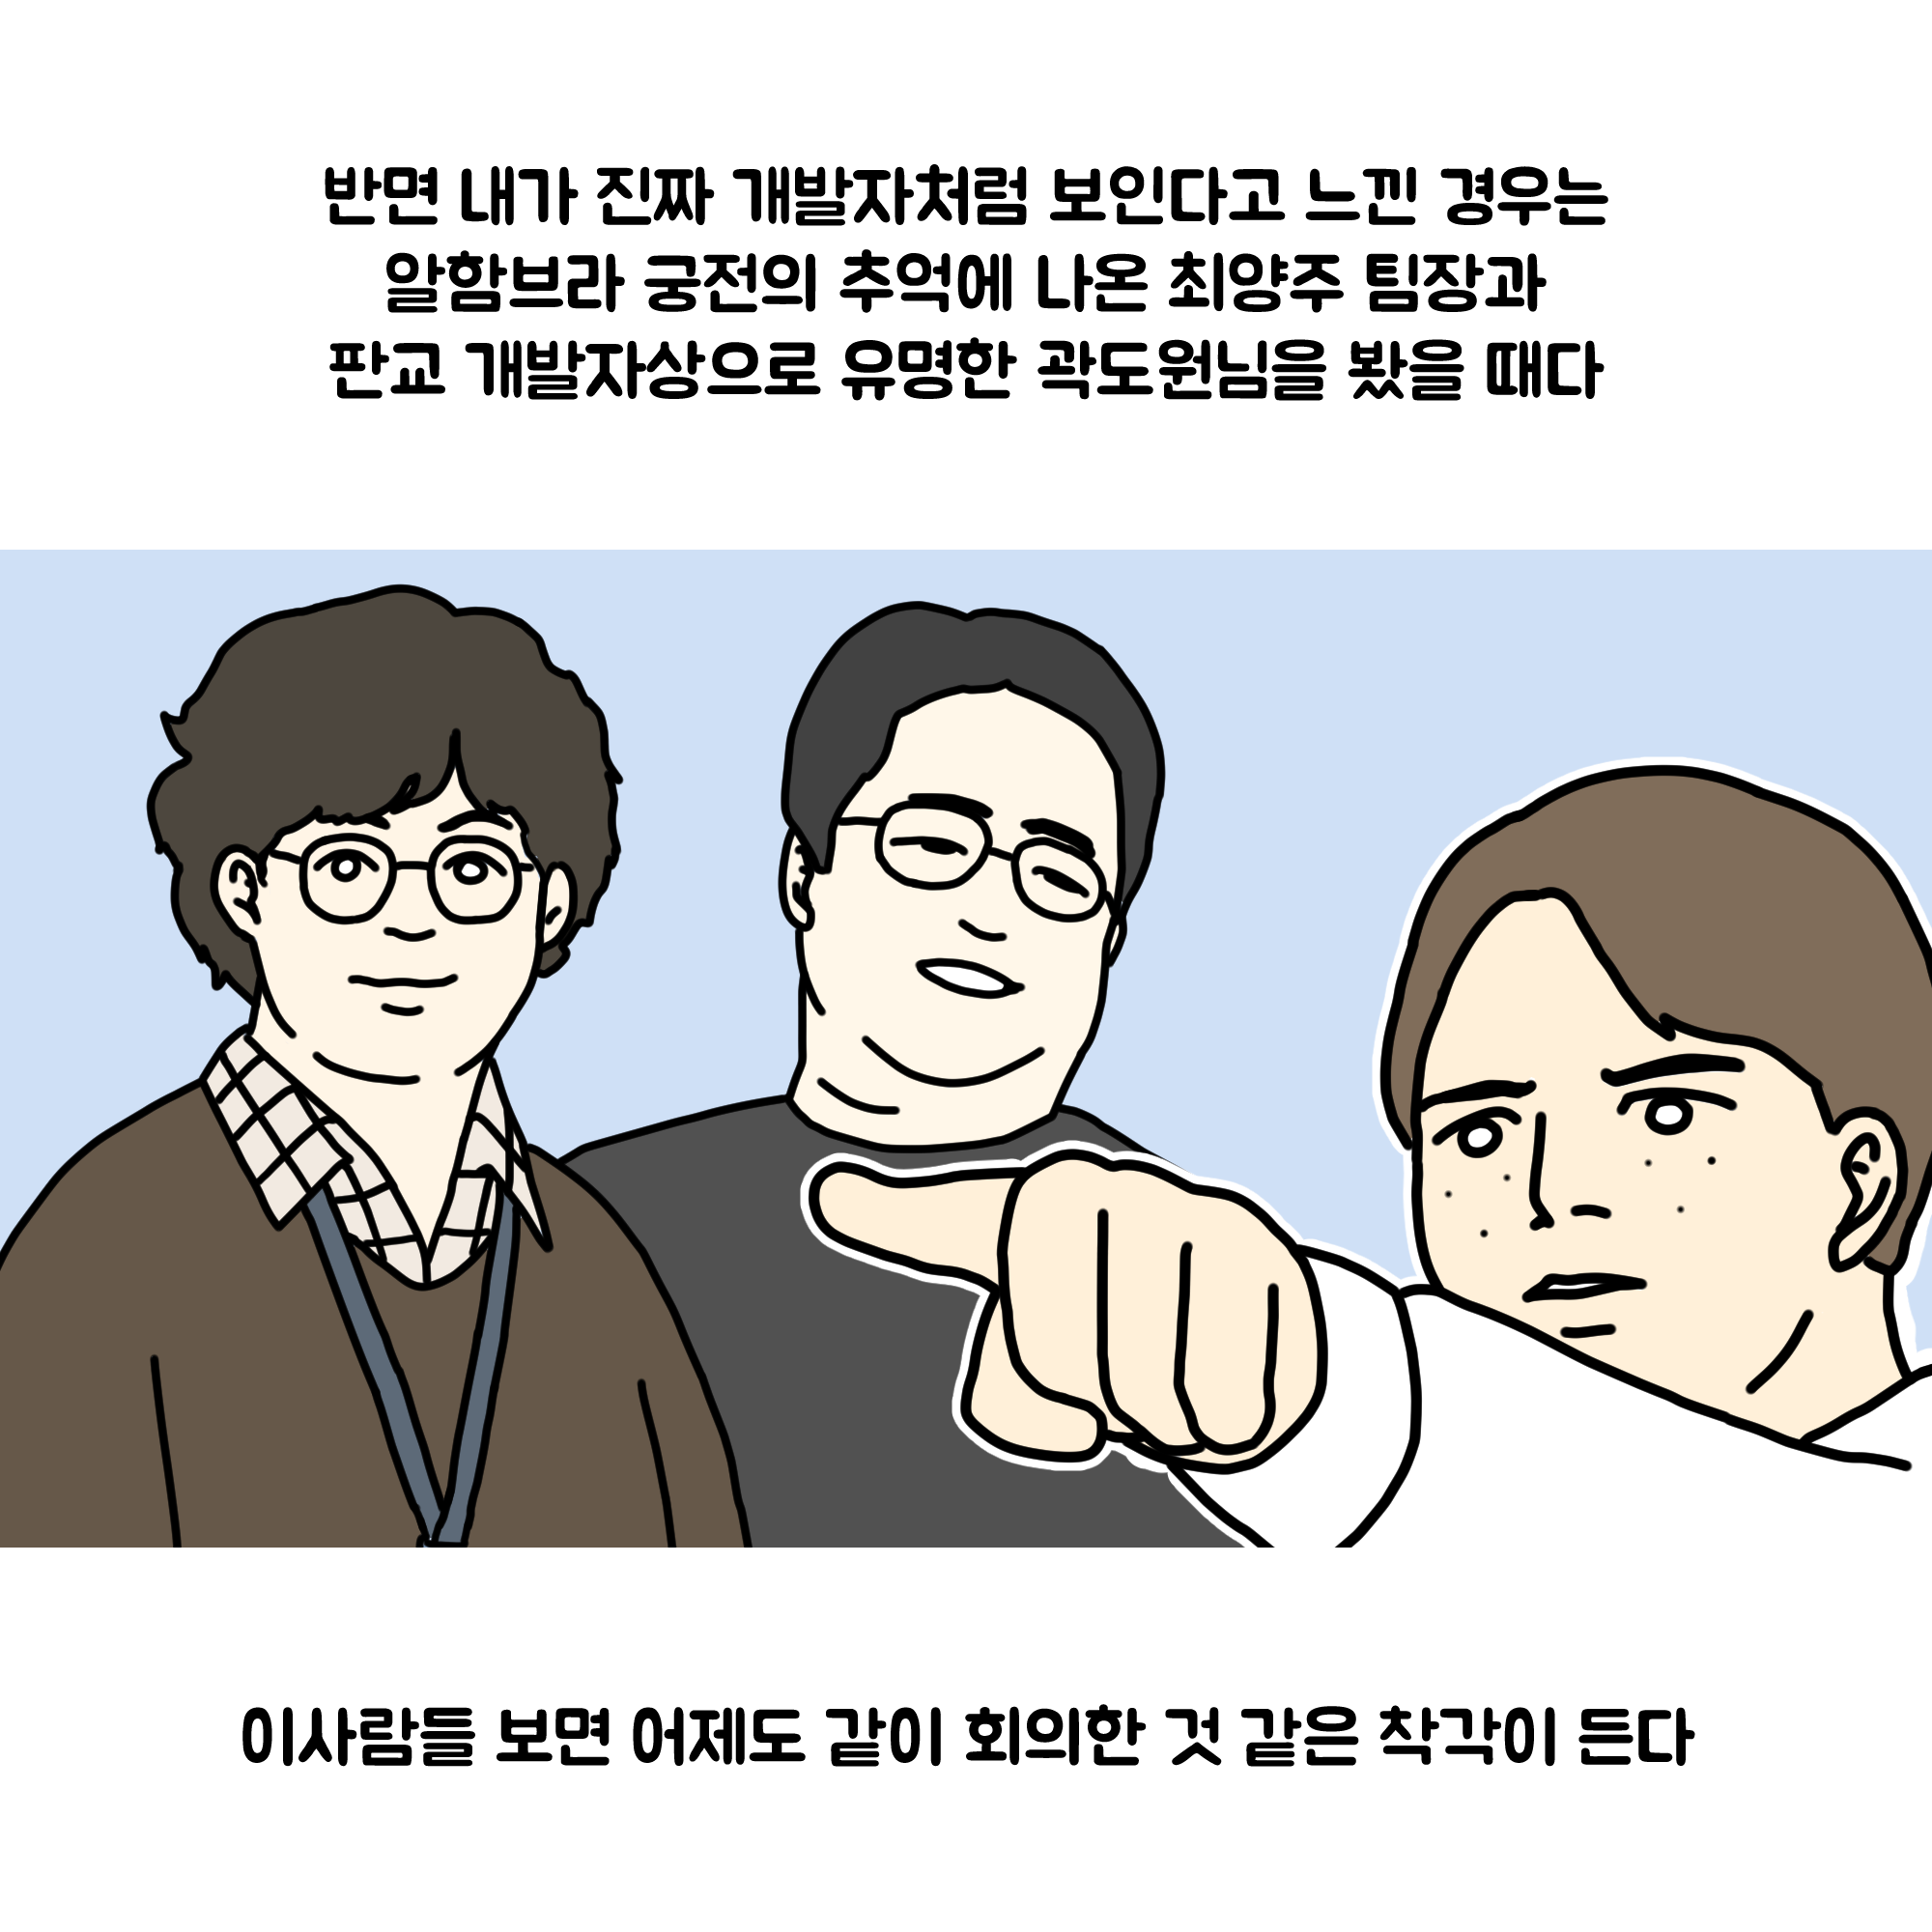 반면 내가 진짜 개발자처럼 보인다고 느낀 경우는
알함브라 궁전의 추억에 나온 최양주 팀장과
판교 개발자상으로 유명한 곽도원님을 봤을 때다
이사람들 보면 어제도 같이 회의한 것 같은 착각이 든다